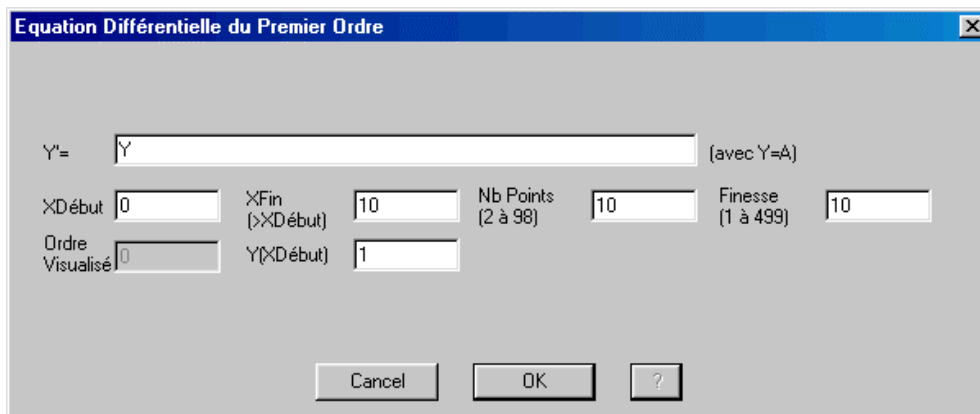 Equation Différentielle du Premier Ordre
Y'= Y (avec Y=A)
XDébut 0 XFin (>XDébut) 10 Nb Points (2 à 98) 10 Finesse (1 à 499) 10
Ordre Visualisé 0 Y(XDébut) 1
Cancel OK ?